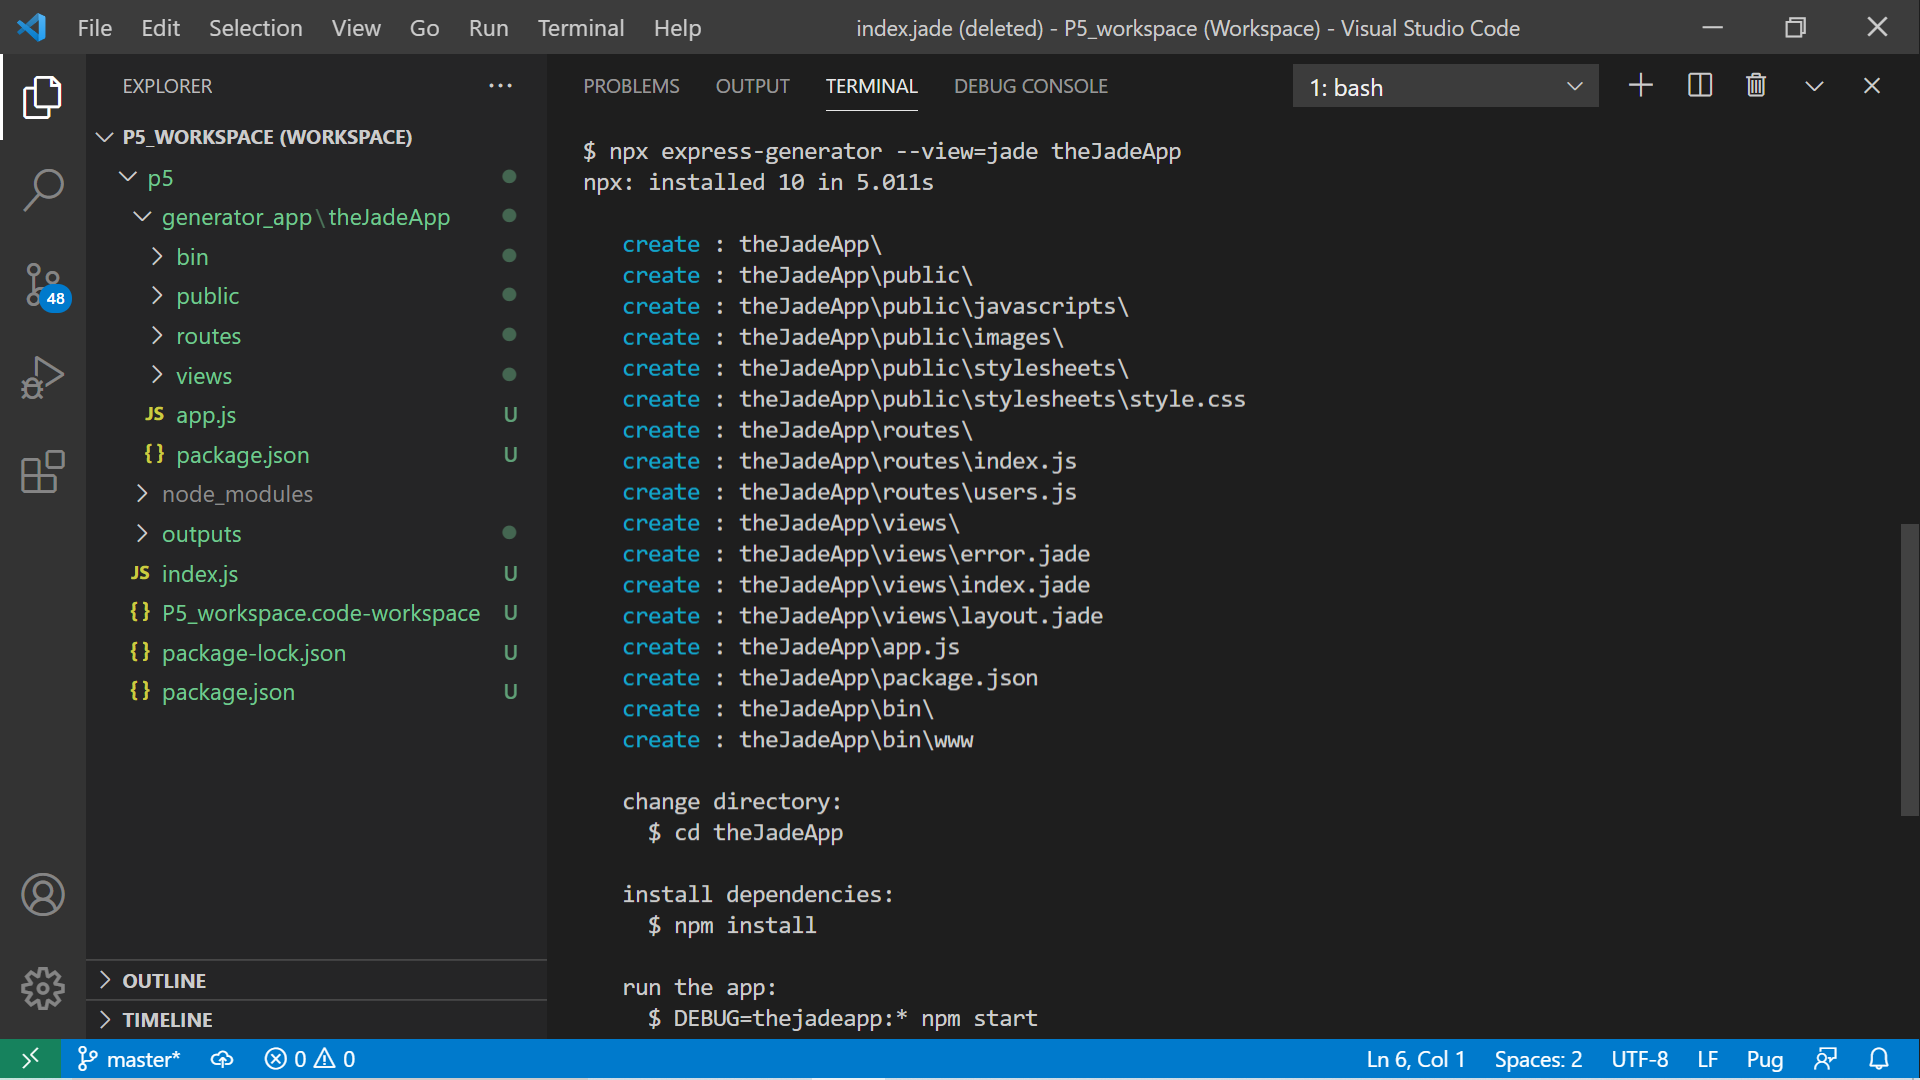 File Edit Selection View Go Run Terminal Help
index.jade (deleted) - P5_workspace (Workspace) - Visual Studio Code
EXPLORER
P5_WORKSPACE (WORKSPACE)
p5
generator_app\theJadeApp
bin
public
routes
views
JS app.js U
{} package.json U
node_modules
outputs
JS index.js U
{} P5_workspace.code-workspace U
{} package-lock.json U
{} package.json U
OUTLINE
TIMELINE
48
PROBLEMS OUTPUT TERMINAL DEBUG CONSOLE
1: bash
$ npx express-generator --view=jade theJadeApp
npx: installed 10 in 5.011s
create : theJadeApp\
create : theJadeApp\public\
create : theJadeApp\public\javascripts\
create : theJadeApp\public\images\
create : theJadeApp\public\stylesheets\
create : theJadeApp\public\stylesheets\style.css
create : theJadeApp\routes\
create : theJadeApp\routes\index.js
create : theJadeApp\routes\users.js
create : theJadeApp\views\
create : theJadeApp\views\error.jade
create : theJadeApp\views\index.jade
create : theJadeApp\views\layout.jade
create : theJadeApp\app.js
create : theJadeApp\package.json
create : theJadeApp\bin\
create : theJadeApp\bin\www
change directory:
$ cd theJadeApp
install dependencies:
$ npm install
run the app:
$ DEBUG=thejadeapp:* npm start
master* 0 0
Ln 6, Col 1 Spaces: 2 UTF-8 LF Pug